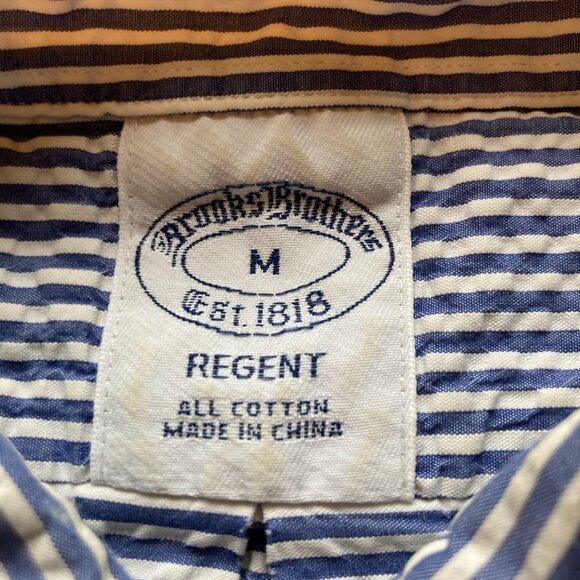 Brooks Brothers
M
Est. 1818
REGENT
ALL COTTON
MADE IN CHINA